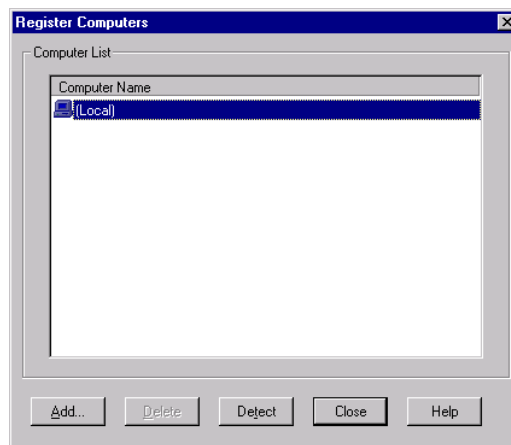 Register Computers
Computer List
Computer Name
(Local)
Add... Delete Detect Close Help